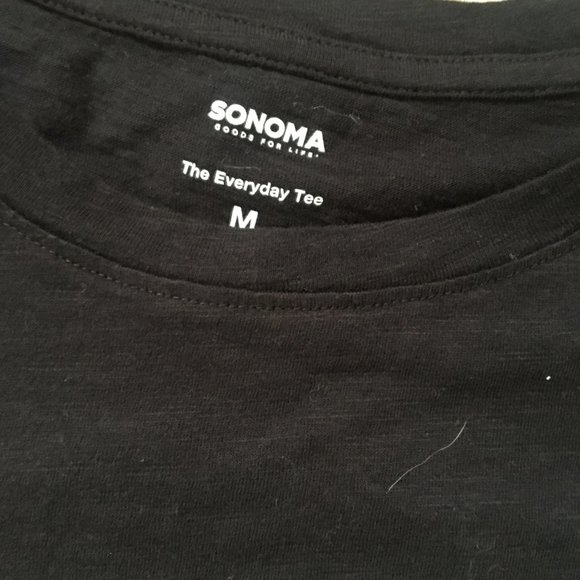 SONOMA
GOODS FOR LIFE
The Everyday Tee
M